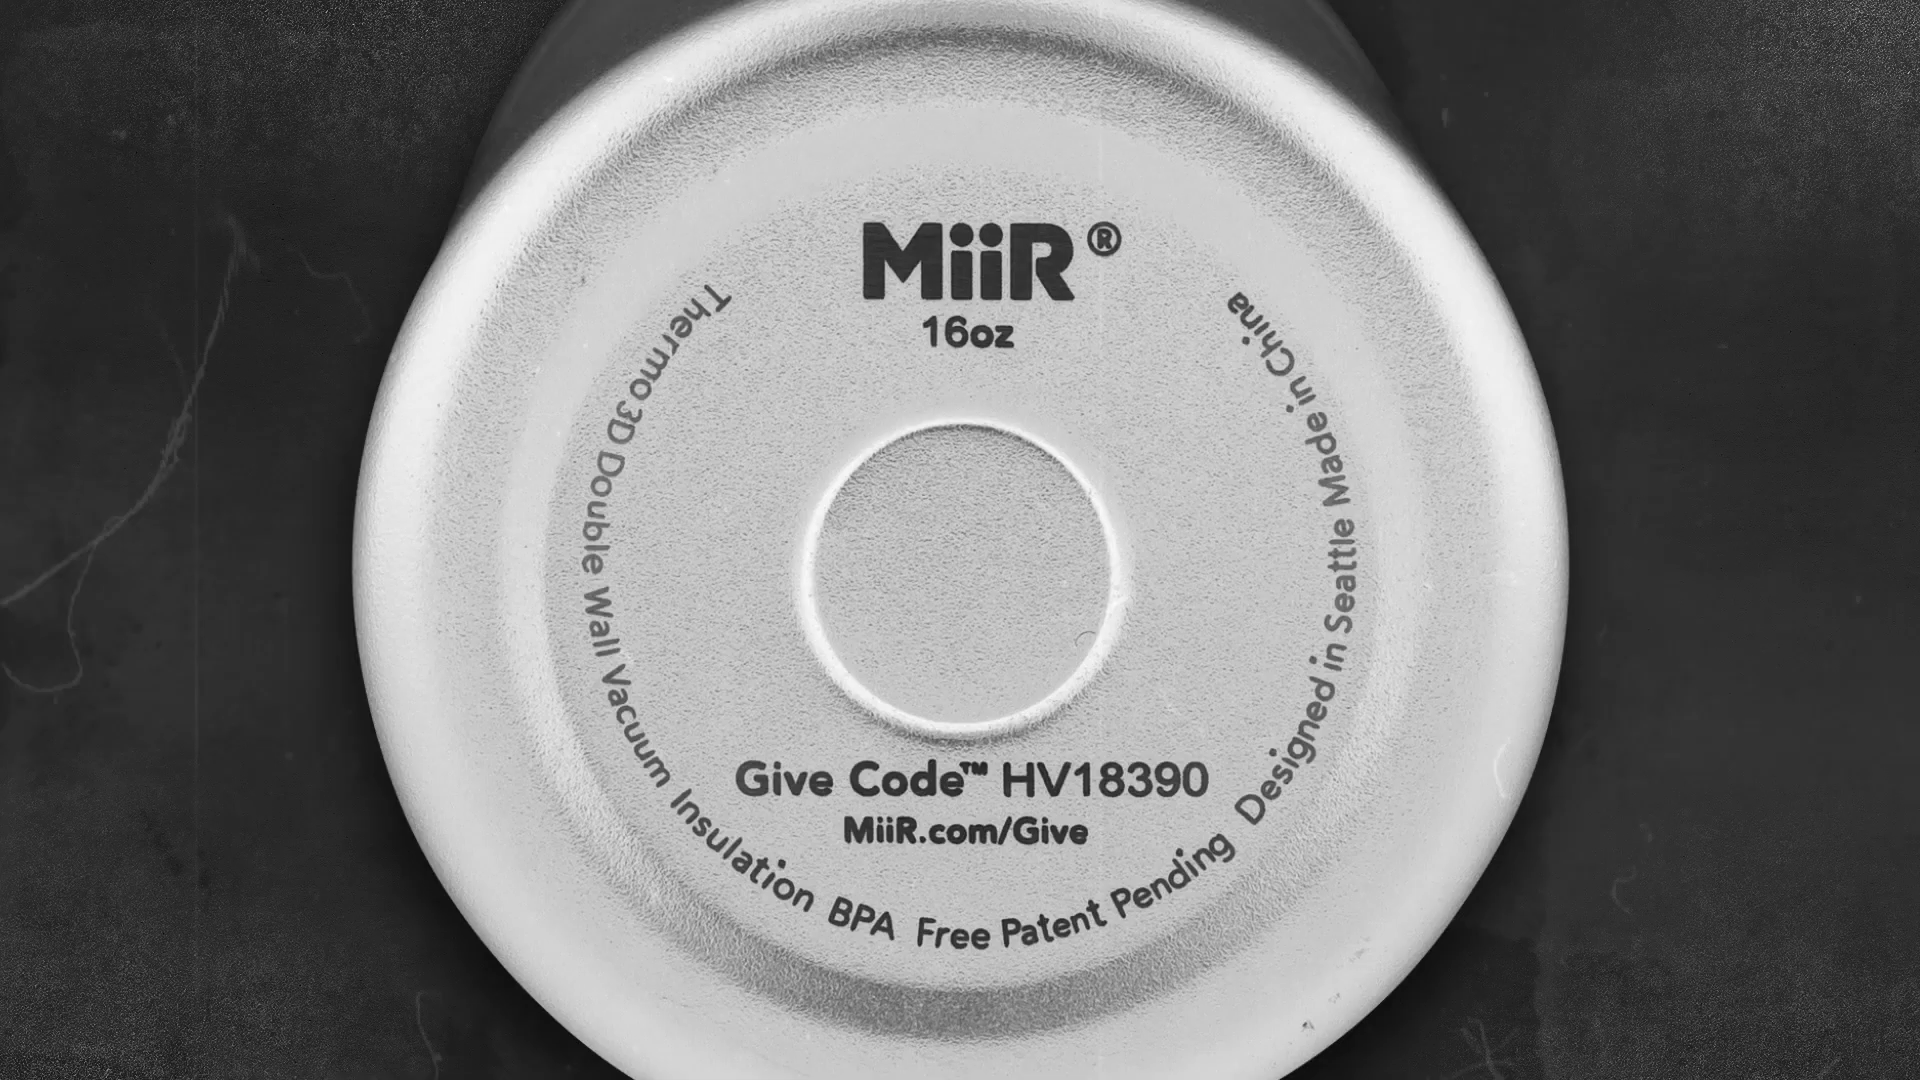 MiiR®
16oz
Give Code™ HV18390
MiiR.com/Give
Thermo 3D Double Wall Vacuum Insulation BPA Free Patent Pending Designed in Seattle Made in China